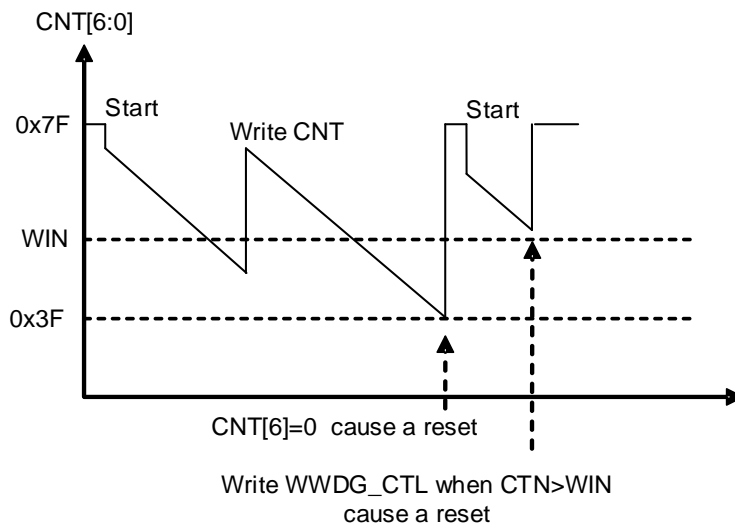 CNT[6:0]
Start
Start
0x7F
Write CNT
WIN
0x3F
CNT[6]=0 cause a reset
Write WWDG_CTL when CTN>WIN
cause a reset